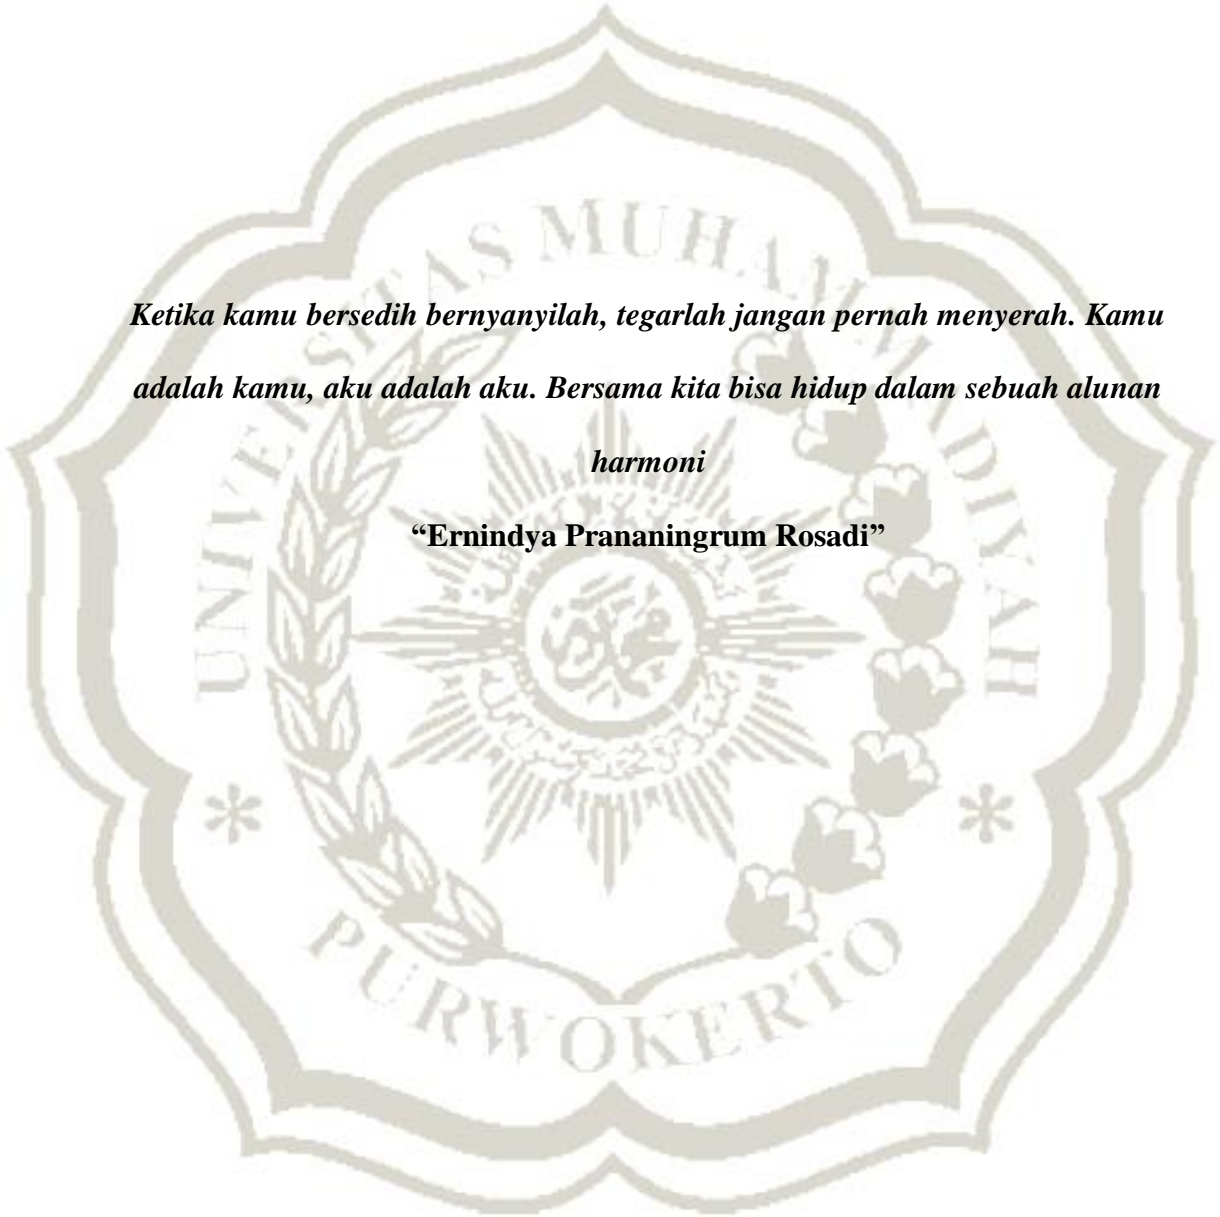 UNIVERSITAS MUHAMMADIYAH
Ketika kamu bersedih bernyanyilah, tegarlah jangan pernah menyerah. Kamu
adalah kamu, aku adalah aku. Bersama kita bisa hidup dalam sebuah alunan
harmoni
“Ernindya Prananingrum Rosadi”
PURWOKERTO